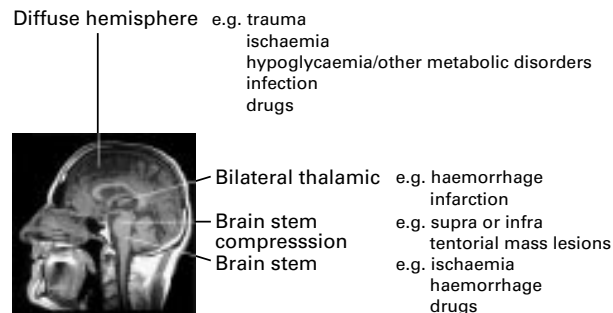 Diffuse hemisphere e.g. trauma
ischaemia
hypoglycaemia/other metabolic disorders
infection
drugs
Bilateral thalamic e.g. haemorrhage
infarction
Brain stem e.g. supra or infra
compresssion tentorial mass lesions
Brain stem e.g. ischaemia
haemorrhage
drugs